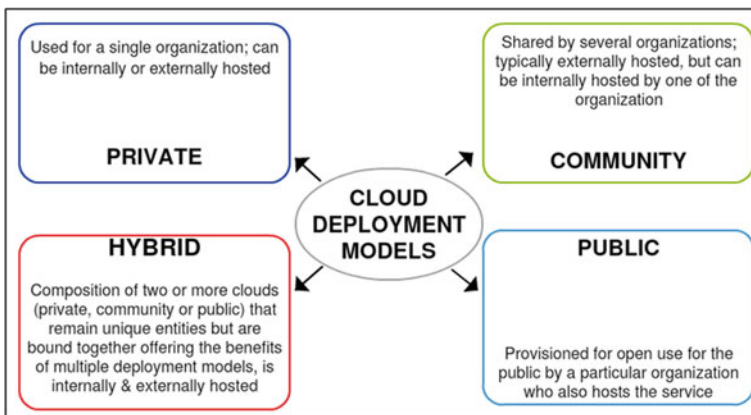 Used for a single organization; can
be internally or externally hosted
PRIVATE
Shared by several organizations;
typically externally hosted, but can
be internally hosted by one of the
organization
COMMUNITY
CLOUD
DEPLOYMENT
MODELS
HYBRID
Composition of two or more clouds
(private, community or public) that
remain unique entities but are
bound together offering the benefits
of multiple deployment models, is
internally & externally hosted
PUBLIC
Provisioned for open use for the
public by a particular organization
who also hosts the service